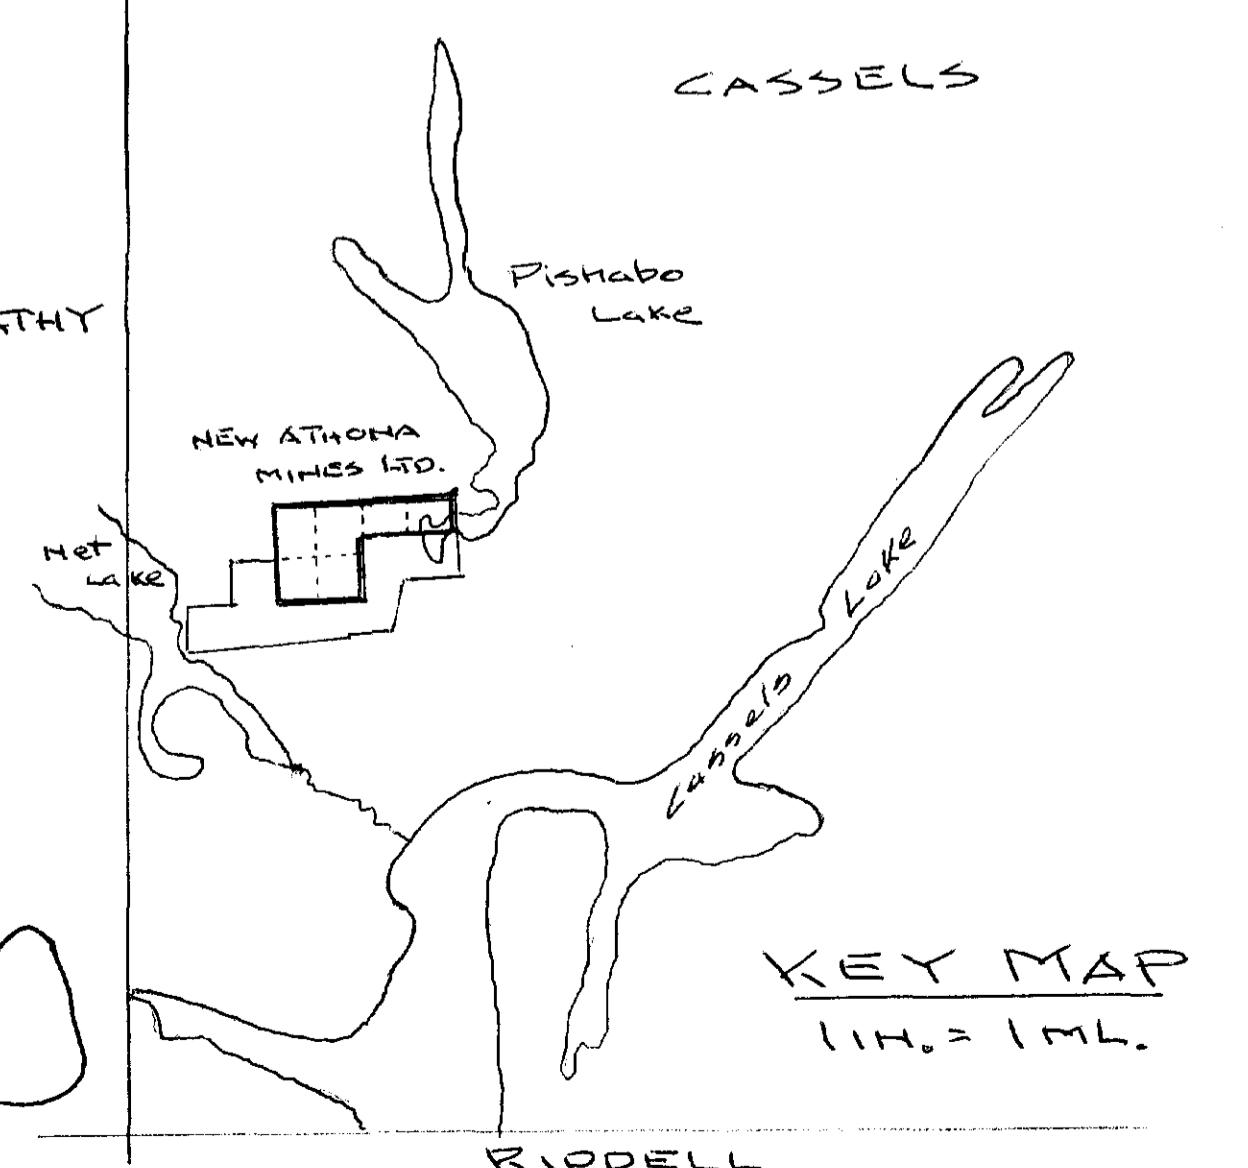 CASSELS
Pishabo
Lake
THY
NEW ATHONA
MINES LTD.
Net
Lake
Cassels Lake
KEY MAP
1 IN. = 1 ML.
RIDDELL